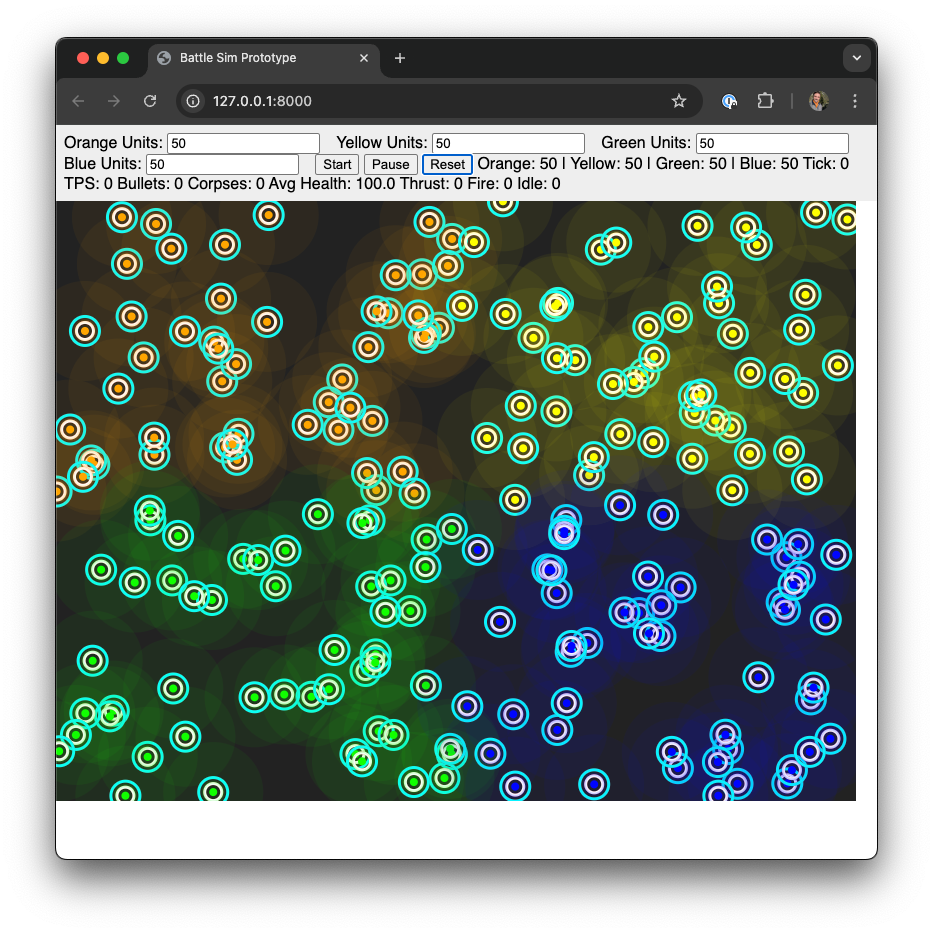 Battle Sim Prototype
127.0.0.1:8000
Orange Units: 50 Yellow Units: 50 Green Units: 50
Blue Units: 50 Start Pause Reset Orange: 50 | Yellow: 50 | Green: 50 | Blue: 50 Tick: 0
TPS: 0 Bullets: 0 Corpses: 0 Avg Health: 100.0 Thrust: 0 Fire: 0 Idle: 0